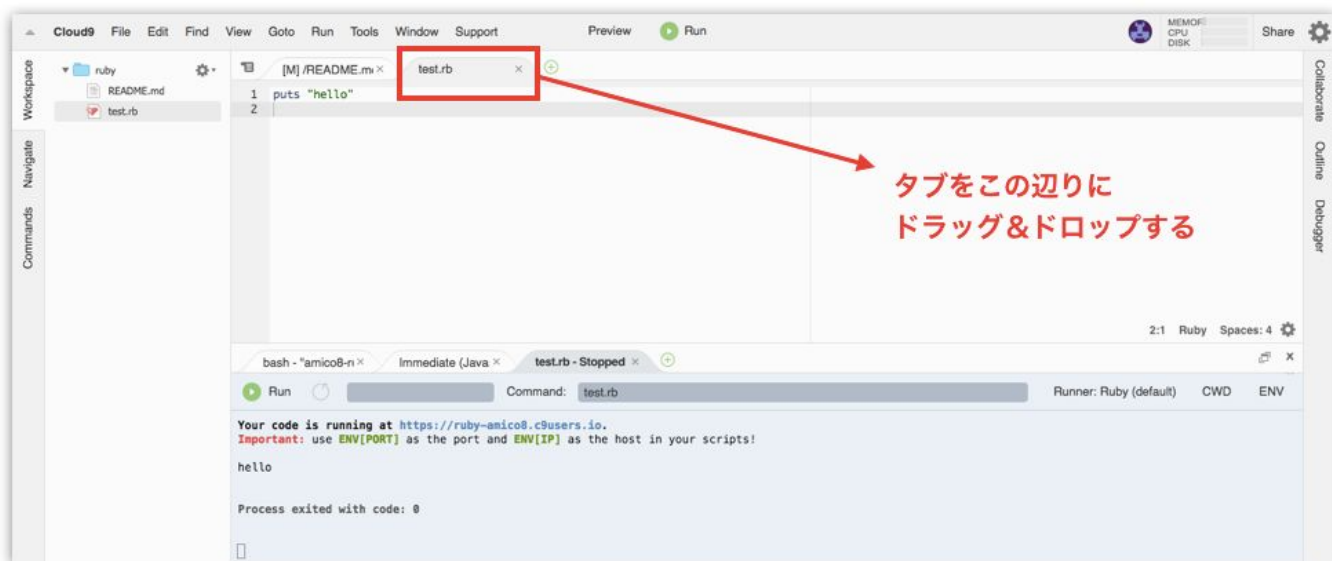 Cloud9 File Edit Find View Goto Run Tools Window Support Preview Run MEMOR CPU DISK Share
Workspace
Navigate
Commands
ruby
README.md
test.rb
[M] /README.m × test.rb ×
1 puts "hello"
2
タブをこの辺りに
ドラッグ&ドロップする
Collaborate
Outline
Debugger
2:1 Ruby Spaces: 4
bash - "amico8-r × Immediate (Java × test.rb - Stopped ×
Run Command: test.rb Runner: Ruby (default) CWD ENV
Your code is running at https://ruby-amico8.c9users.io.
Important: use ENV[PORT] as the port and ENV[IP] as the host in your scripts!
hello
Process exited with code: 0